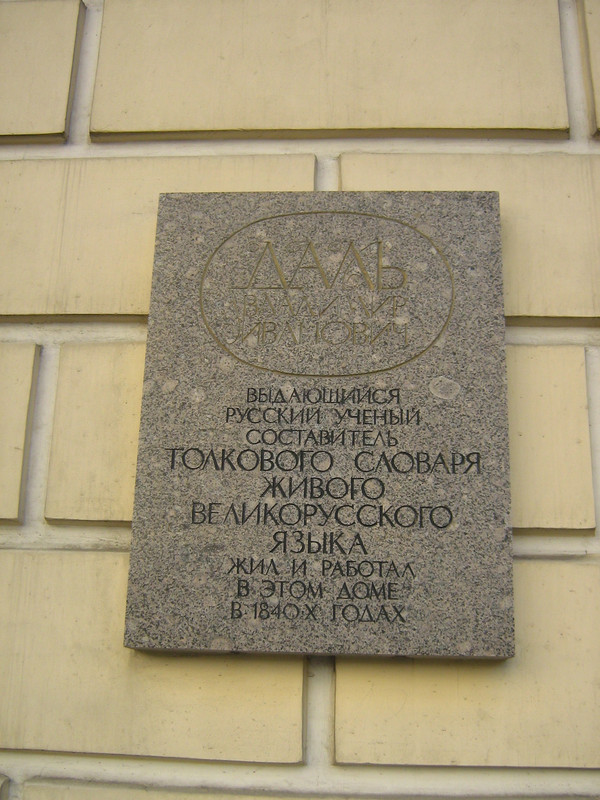 ДАЛЬ
ВЛАДИМИР
ИВАНОВИЧ
ВЫДАЮЩИЙСЯ
РУССКИЙ УЧЕНЫЙ
СОСТАВИТЕЛЬ
ТОЛКОВОГО СЛОВАРЯ
ЖИВОГО
ВЕЛИКОРУССКОГО
ЯЗЫКА
ЖИЛ И РАБОТАЛ
В ЭТОМ ДОМЕ
В 1840-Х ГОДАХ